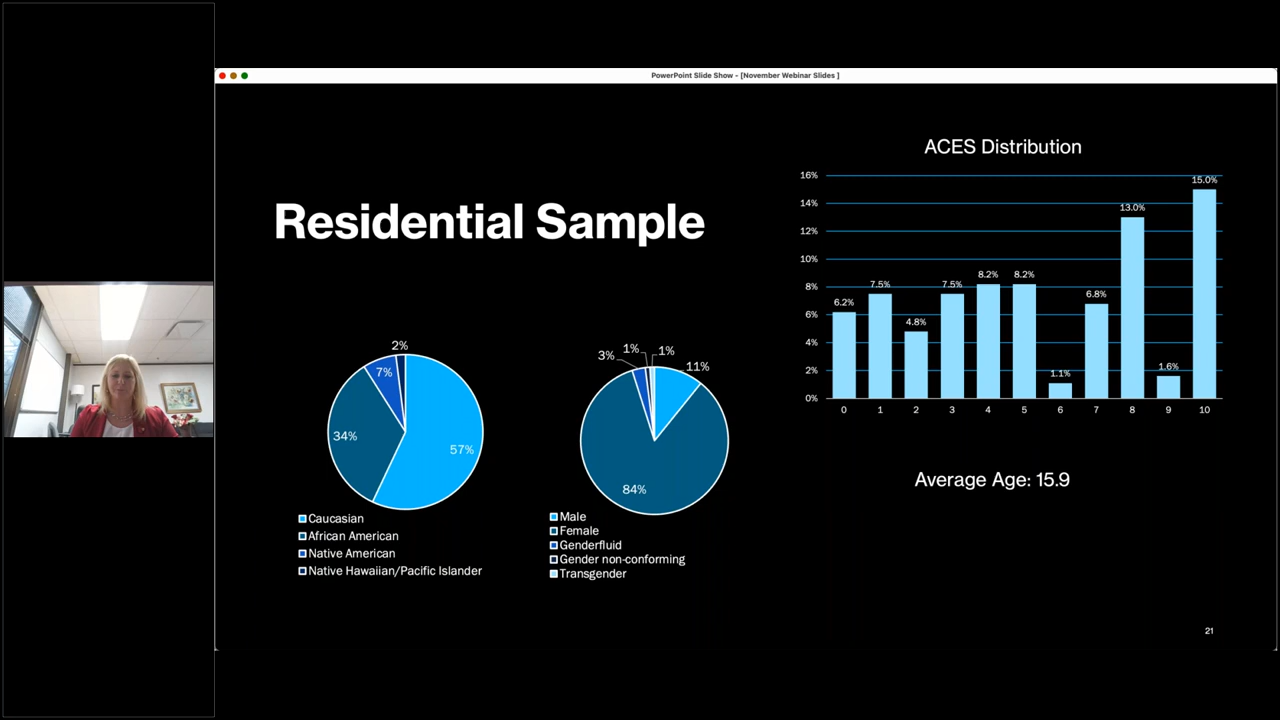 PowerPoint Slide Show - [November Webinar Slides ]
Residential Sample
2%
7%
34%
57%
Caucasian
African American
Native American
Native Hawaiian/Pacific Islander
3%
1%
1%
11%
84%
Male
Female
Genderfluid
Gender non-conforming
Transgender
ACES Distribution
16%
14%
12%
10%
8%
6%
4%
2%
0%
6.2%
7.5%
4.8%
7.5%
8.2%
8.2%
1.1%
6.8%
13.0%
1.6%
15.0%
0 1 2 3 4 5 6 7 8 9 10
Average Age: 15.9
21